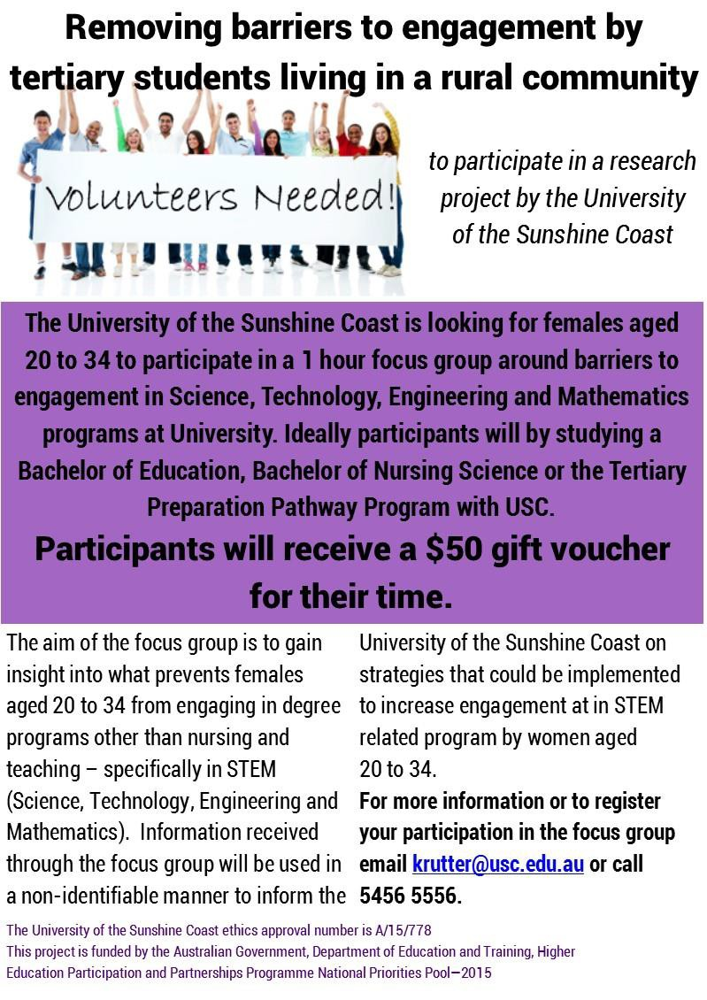 Removing barriers to engagement by
tertiary students living in a rural community
Volunteers Needed!
to participate in a research
project by the University
of the Sunshine Coast
The University of the Sunshine Coast is looking for females aged
20 to 34 to participate in a 1 hour focus group around barriers to
engagement in Science, Technology, Engineering and Mathematics
programs at University. Ideally participants will by studying a
Bachelor of Education, Bachelor of Nursing Science or the Tertiary
Preparation Pathway Program with USC.
Participants will receive a $50 gift voucher
for their time.
The aim of the focus group is to gain
insight into what prevents females
aged 20 to 34 from engaging in degree
programs other than nursing and
teaching – specifically in STEM
(Science, Technology, Engineering and
Mathematics).  Information received
through the focus group will be used in
a non-identifiable manner to inform the
University of the Sunshine Coast on
strategies that could be implemented
to increase engagement at in STEM
related program by women aged
20 to 34.
For more information or to register
your participation in the focus group
email krutter@usc.edu.au or call
5456 5556.
The University of the Sunshine Coast ethics approval number is A/15/778
This project is funded by the Australian Government, Department of Education and Training, Higher
Education Participation and Partnerships Programme National Priorities Pool—2015